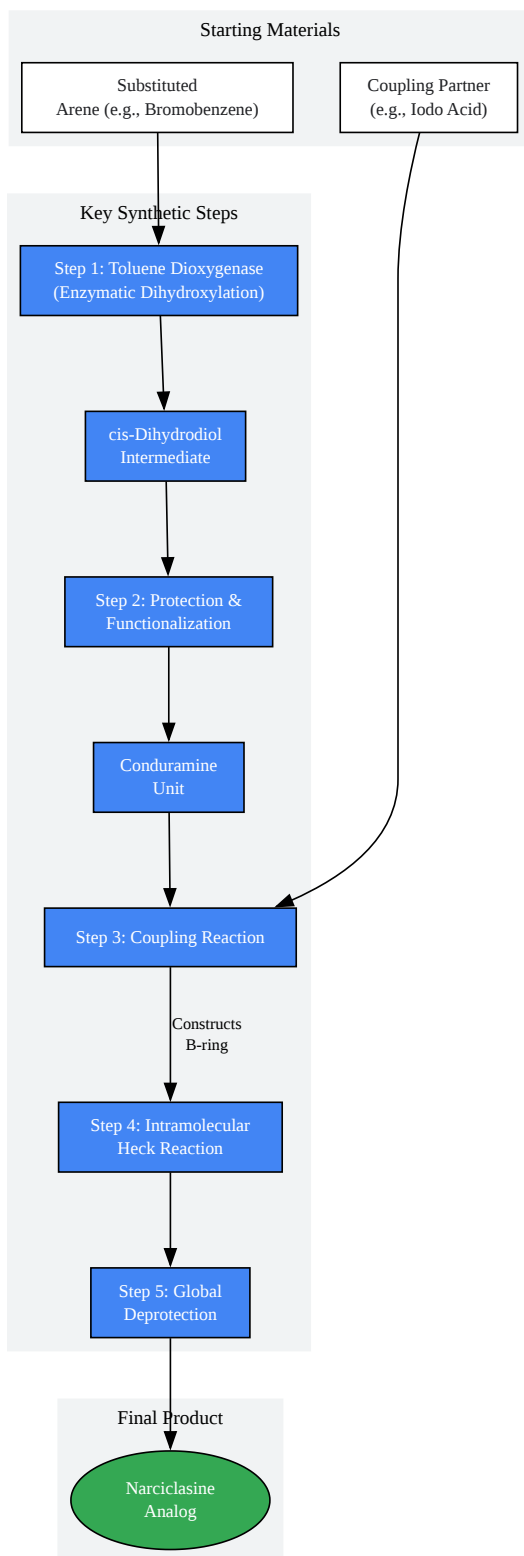 Starting Materials
Substituted
Arene (e.g., Bromobenzene)
Coupling Partner
(e.g., Iodo Acid)
Key Synthetic Steps
Step 1: Toluene Dioxygenase
(Enzymatic Dihydroxylation)
cis-Dihydrodiol
Intermediate
Step 2: Protection &
Functionalization
Conduramine
Unit
Step 3: Coupling Reaction
Constructs
B-ring
Step 4: Intramolecular
Heck Reaction
Step 5: Global
Deprotection
Final Product
Narciclasine
Analog